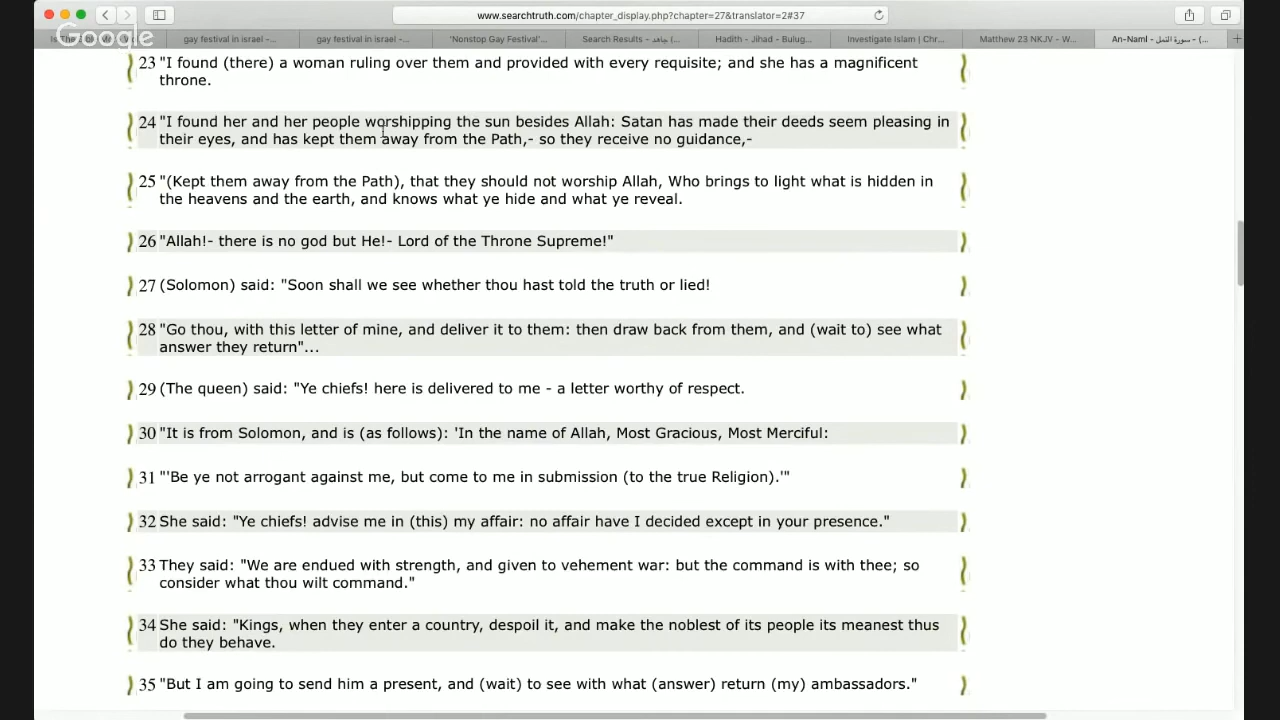 www.searchtruth.com/chapter_display.php?chapter=27&translator=2#37
Google
gay festival in israel -...
gay festival in israel -...
'Nonstop Gay Festival'...
Search Results - جاهد (...
Hadith - Jihad - Bulug...
Investigate Islam | Chr...
Matthew 23 NKJV - W...
An-Naml - سورة النمل - (...
23 "I found (there) a woman ruling over them and provided with every requisite; and she has a magnificent
throne.
24 "I found her and her people worshipping the sun besides Allah: Satan has made their deeds seem pleasing in
their eyes, and has kept them away from the Path,- so they receive no guidance,-
25 "(Kept them away from the Path), that they should not worship Allah, Who brings to light what is hidden in
the heavens and the earth, and knows what ye hide and what ye reveal.
26 "Allah!- there is no god but He!- Lord of the Throne Supreme!"
27 (Solomon) said: "Soon shall we see whether thou hast told the truth or lied!
28 "Go thou, with this letter of mine, and deliver it to them: then draw back from them, and (wait to) see what
answer they return"...
29 (The queen) said: "Ye chiefs! here is delivered to me - a letter worthy of respect.
30 "It is from Solomon, and is (as follows): 'In the name of Allah, Most Gracious, Most Merciful:
31 "'Be ye not arrogant against me, but come to me in submission (to the true Religion).'"
32 She said: "Ye chiefs! advise me in (this) my affair: no affair have I decided except in your presence."
33 They said: "We are endued with strength, and given to vehement war: but the command is with thee; so
consider what thou wilt command."
34 She said: "Kings, when they enter a country, despoil it, and make the noblest of its people its meanest thus
do they behave.
35 "But I am going to send him a present, and (wait) to see with what (answer) return (my) ambassadors."